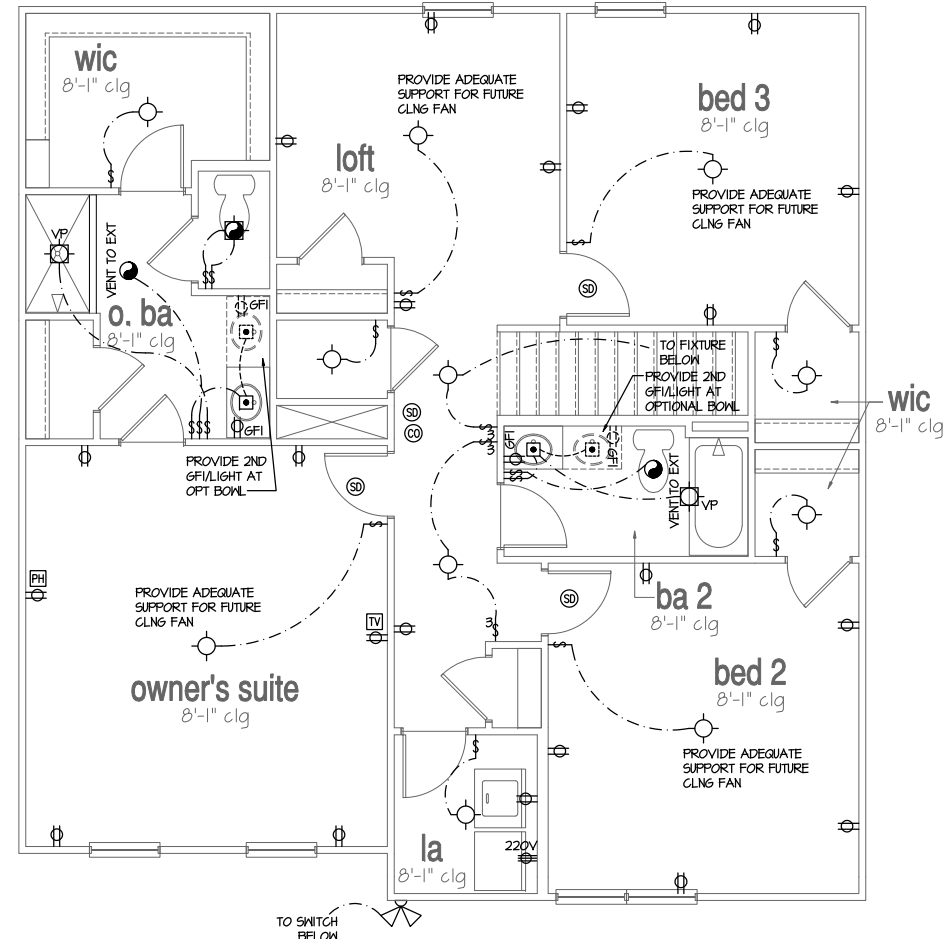 wic
8'-1" clg
PROVIDE ADEQUATE
SUPPORT FOR FUTURE
CLNG FAN
bed 3
8'-1" clg
loft
8'-1" clg
$
PROVIDE ADEQUATE
SUPPORT FOR FUTURE
CLNG FAN
VP
VENT TO EXT
$
$$
SD
o. ba
8'-1" clg
GFI
$
$
TO FIXTURE
BELOW
PROVIDE 2ND
GFI/LIGHT AT
OPTIONAL BOWL
$
wic
8'-1" clg
SD
CO
$$$
GFI
$
3
$
3
GFI
GFI
PROVIDE 2ND
GFI/LIGHT AT
OPT BOWL
$$
VENT TO EXT
VP
SD
$
$
PH
PROVIDE ADEQUATE
SUPPORT FOR FUTURE
CLNG FAN
TV
3
$
SD
ba 2
8'-1" clg
$
owner's suite
8'-1" clg
bed 2
8'-1" clg
$
PROVIDE ADEQUATE
SUPPORT FOR FUTURE
CLNG FAN
220V
la
8'-1" clg
TO SWITCH
BELOW